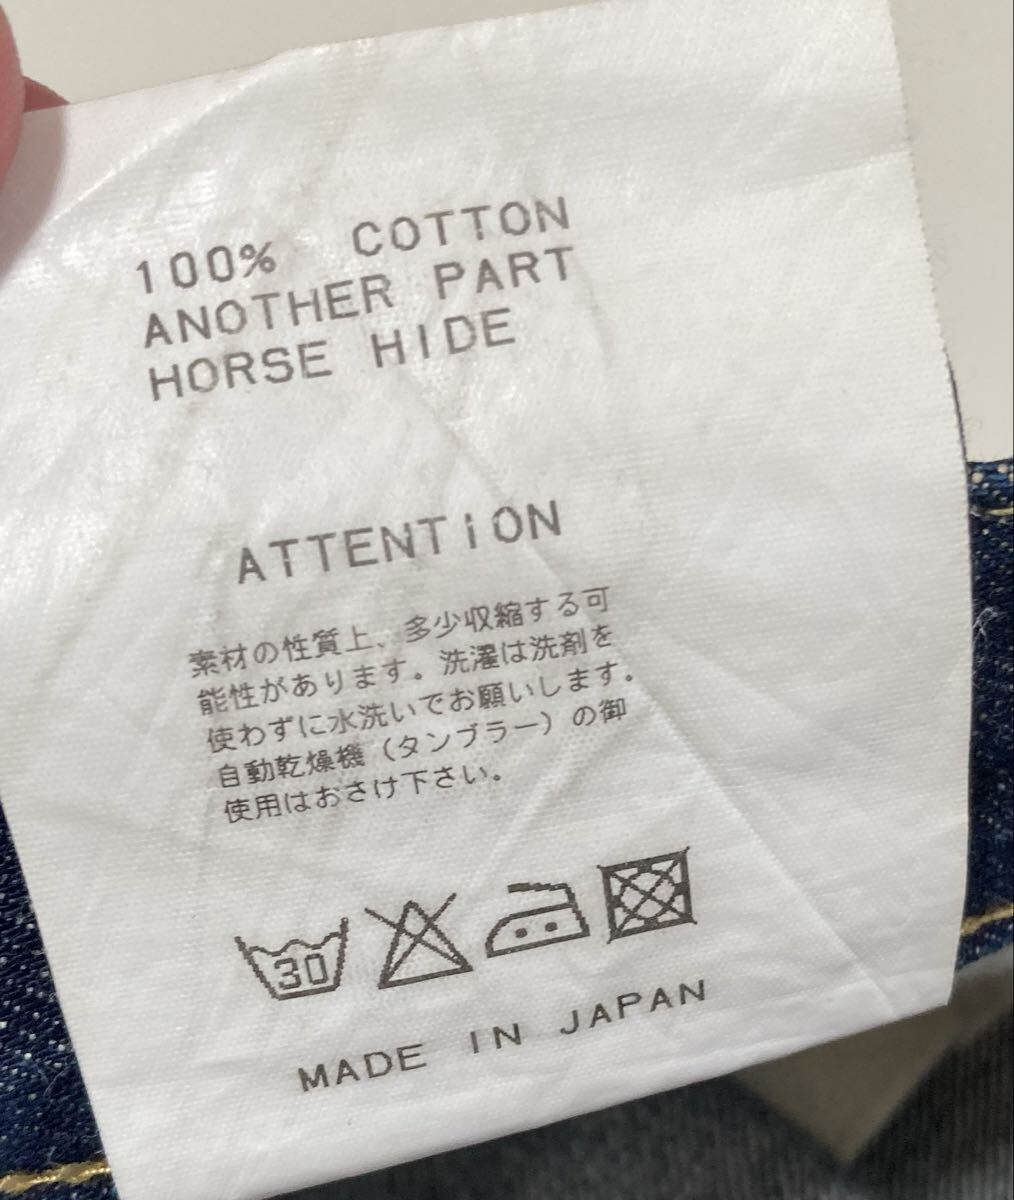 100% COTTON
ANOTHER PART
HORSE HIDE
ATTENTiON
素材の性質上、多少収縮する可
能性があります。洗濯は洗剤を
使わずに水洗いでお願いします。
自動乾燥機（タンブラー）の御
使用はおさけ下さい。
30
MADE IN JAPAN